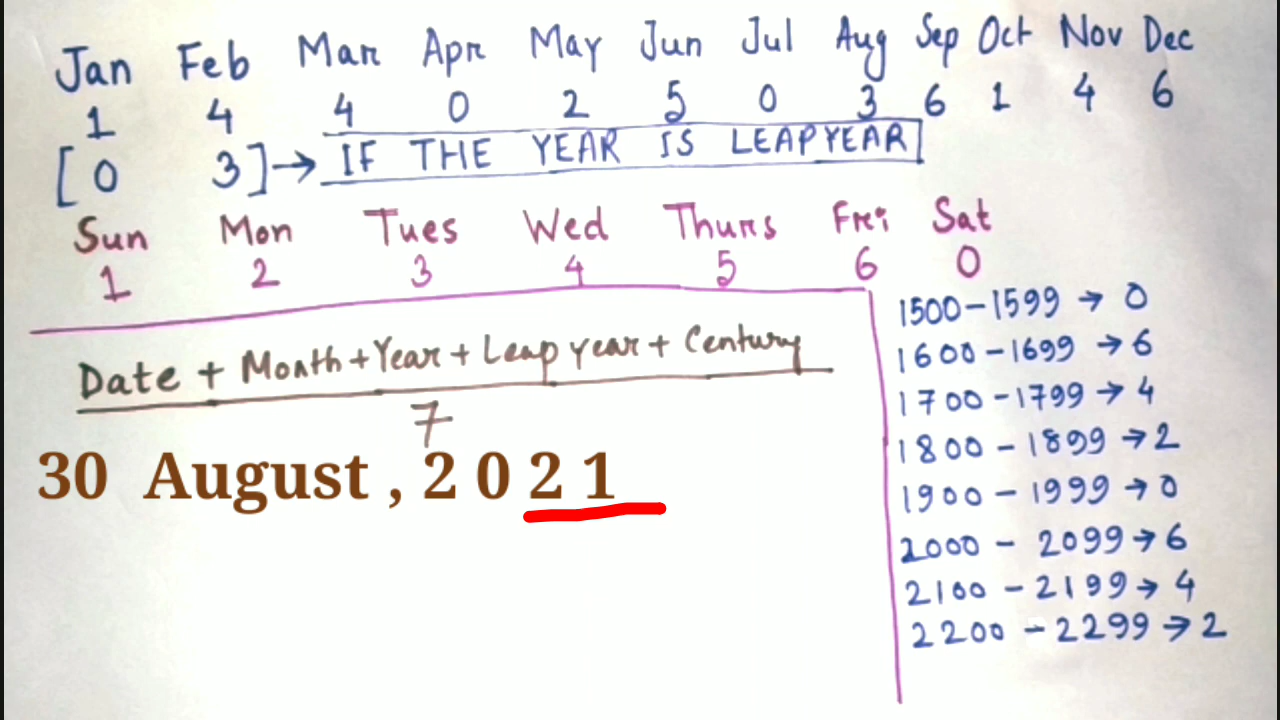 Jan Feb Mar Apr May Jun Jul Aug Sep Oct Nov Dec
1 4 4 0 2 5 0 3 6 1 4 6
[0 3] → IF THE YEAR IS LEAPYEAR
Sun Mon Tues Wed Thurs Fri Sat
1 2 3 4 5 6 0
Date + Month + Year + Leap year + Century
7
30 August , 2 0 2 1
1500 - 1599 → 0
1600 - 1699 → 6
1700 - 1799 → 4
1800 - 1899 → 2
1900 - 1999 → 0
2000 - 2099 → 6
2100 - 2199 → 4
2200 - 2299 → 2